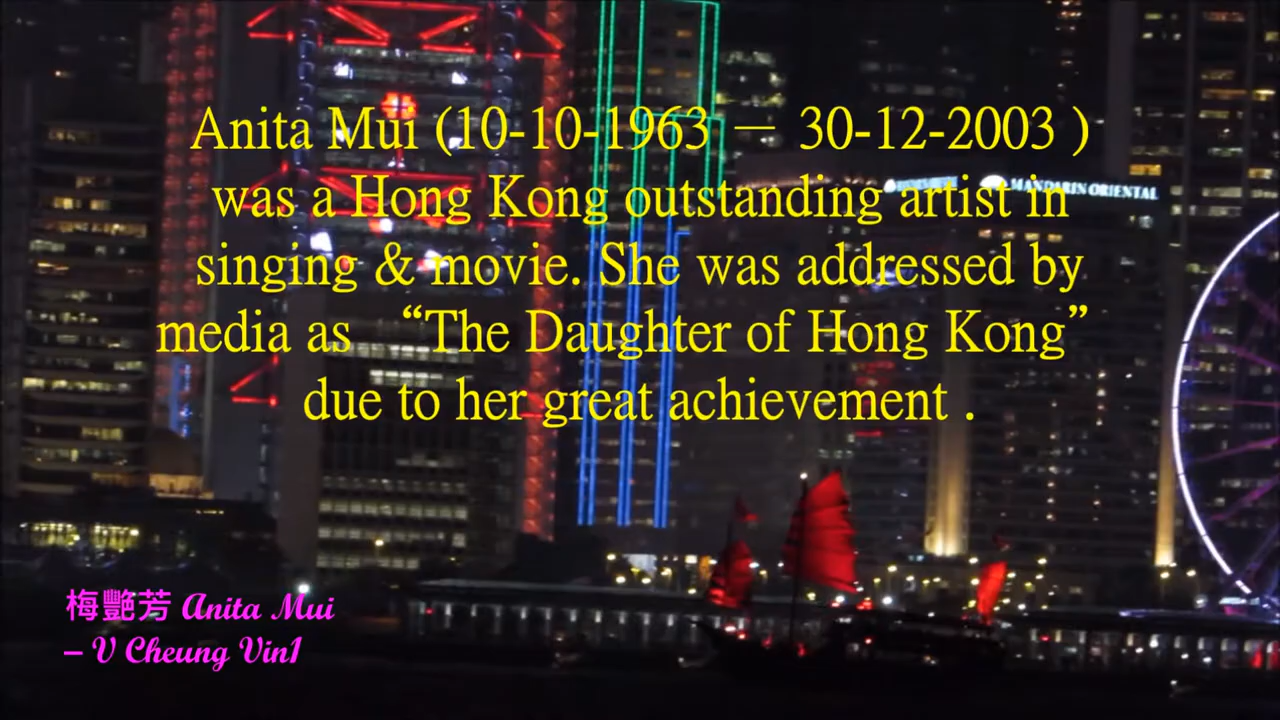 Anita Mui (10-10-1963 － 30-12-2003 )
was a Hong Kong outstanding artist in
singing & movie. She was addressed by
media as “The Daughter of Hong Kong”
due to her great achievement .
MANDARIN ORIENTAL
梅艷芳 Anita Mui
– V Cheung Vin1